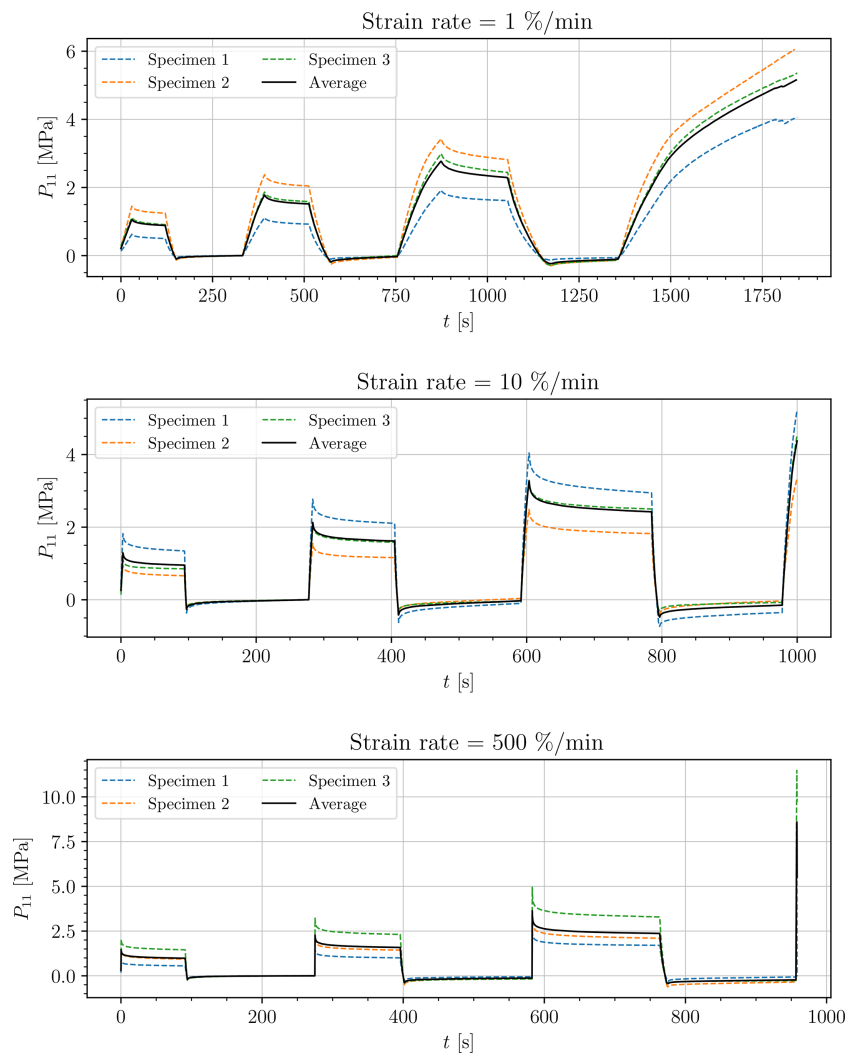 Strain rate = 1 %/min
Specimen 1
Specimen 2
Specimen 3
Average
P₁₁ [MPa]
6
4
2
0
0
250
500
750
1000
1250
1500
1750
t [s]
Strain rate = 10 %/min
Specimen 1
Specimen 2
Specimen 3
Average
P₁₁ [MPa]
4
2
0
0
200
400
600
800
1000
t [s]
Strain rate = 500 %/min
Specimen 1
Specimen 2
Specimen 3
Average
P₁₁ [MPa]
10.0
7.5
5.0
2.5
0.0
0
200
400
600
800
1000
t [s]